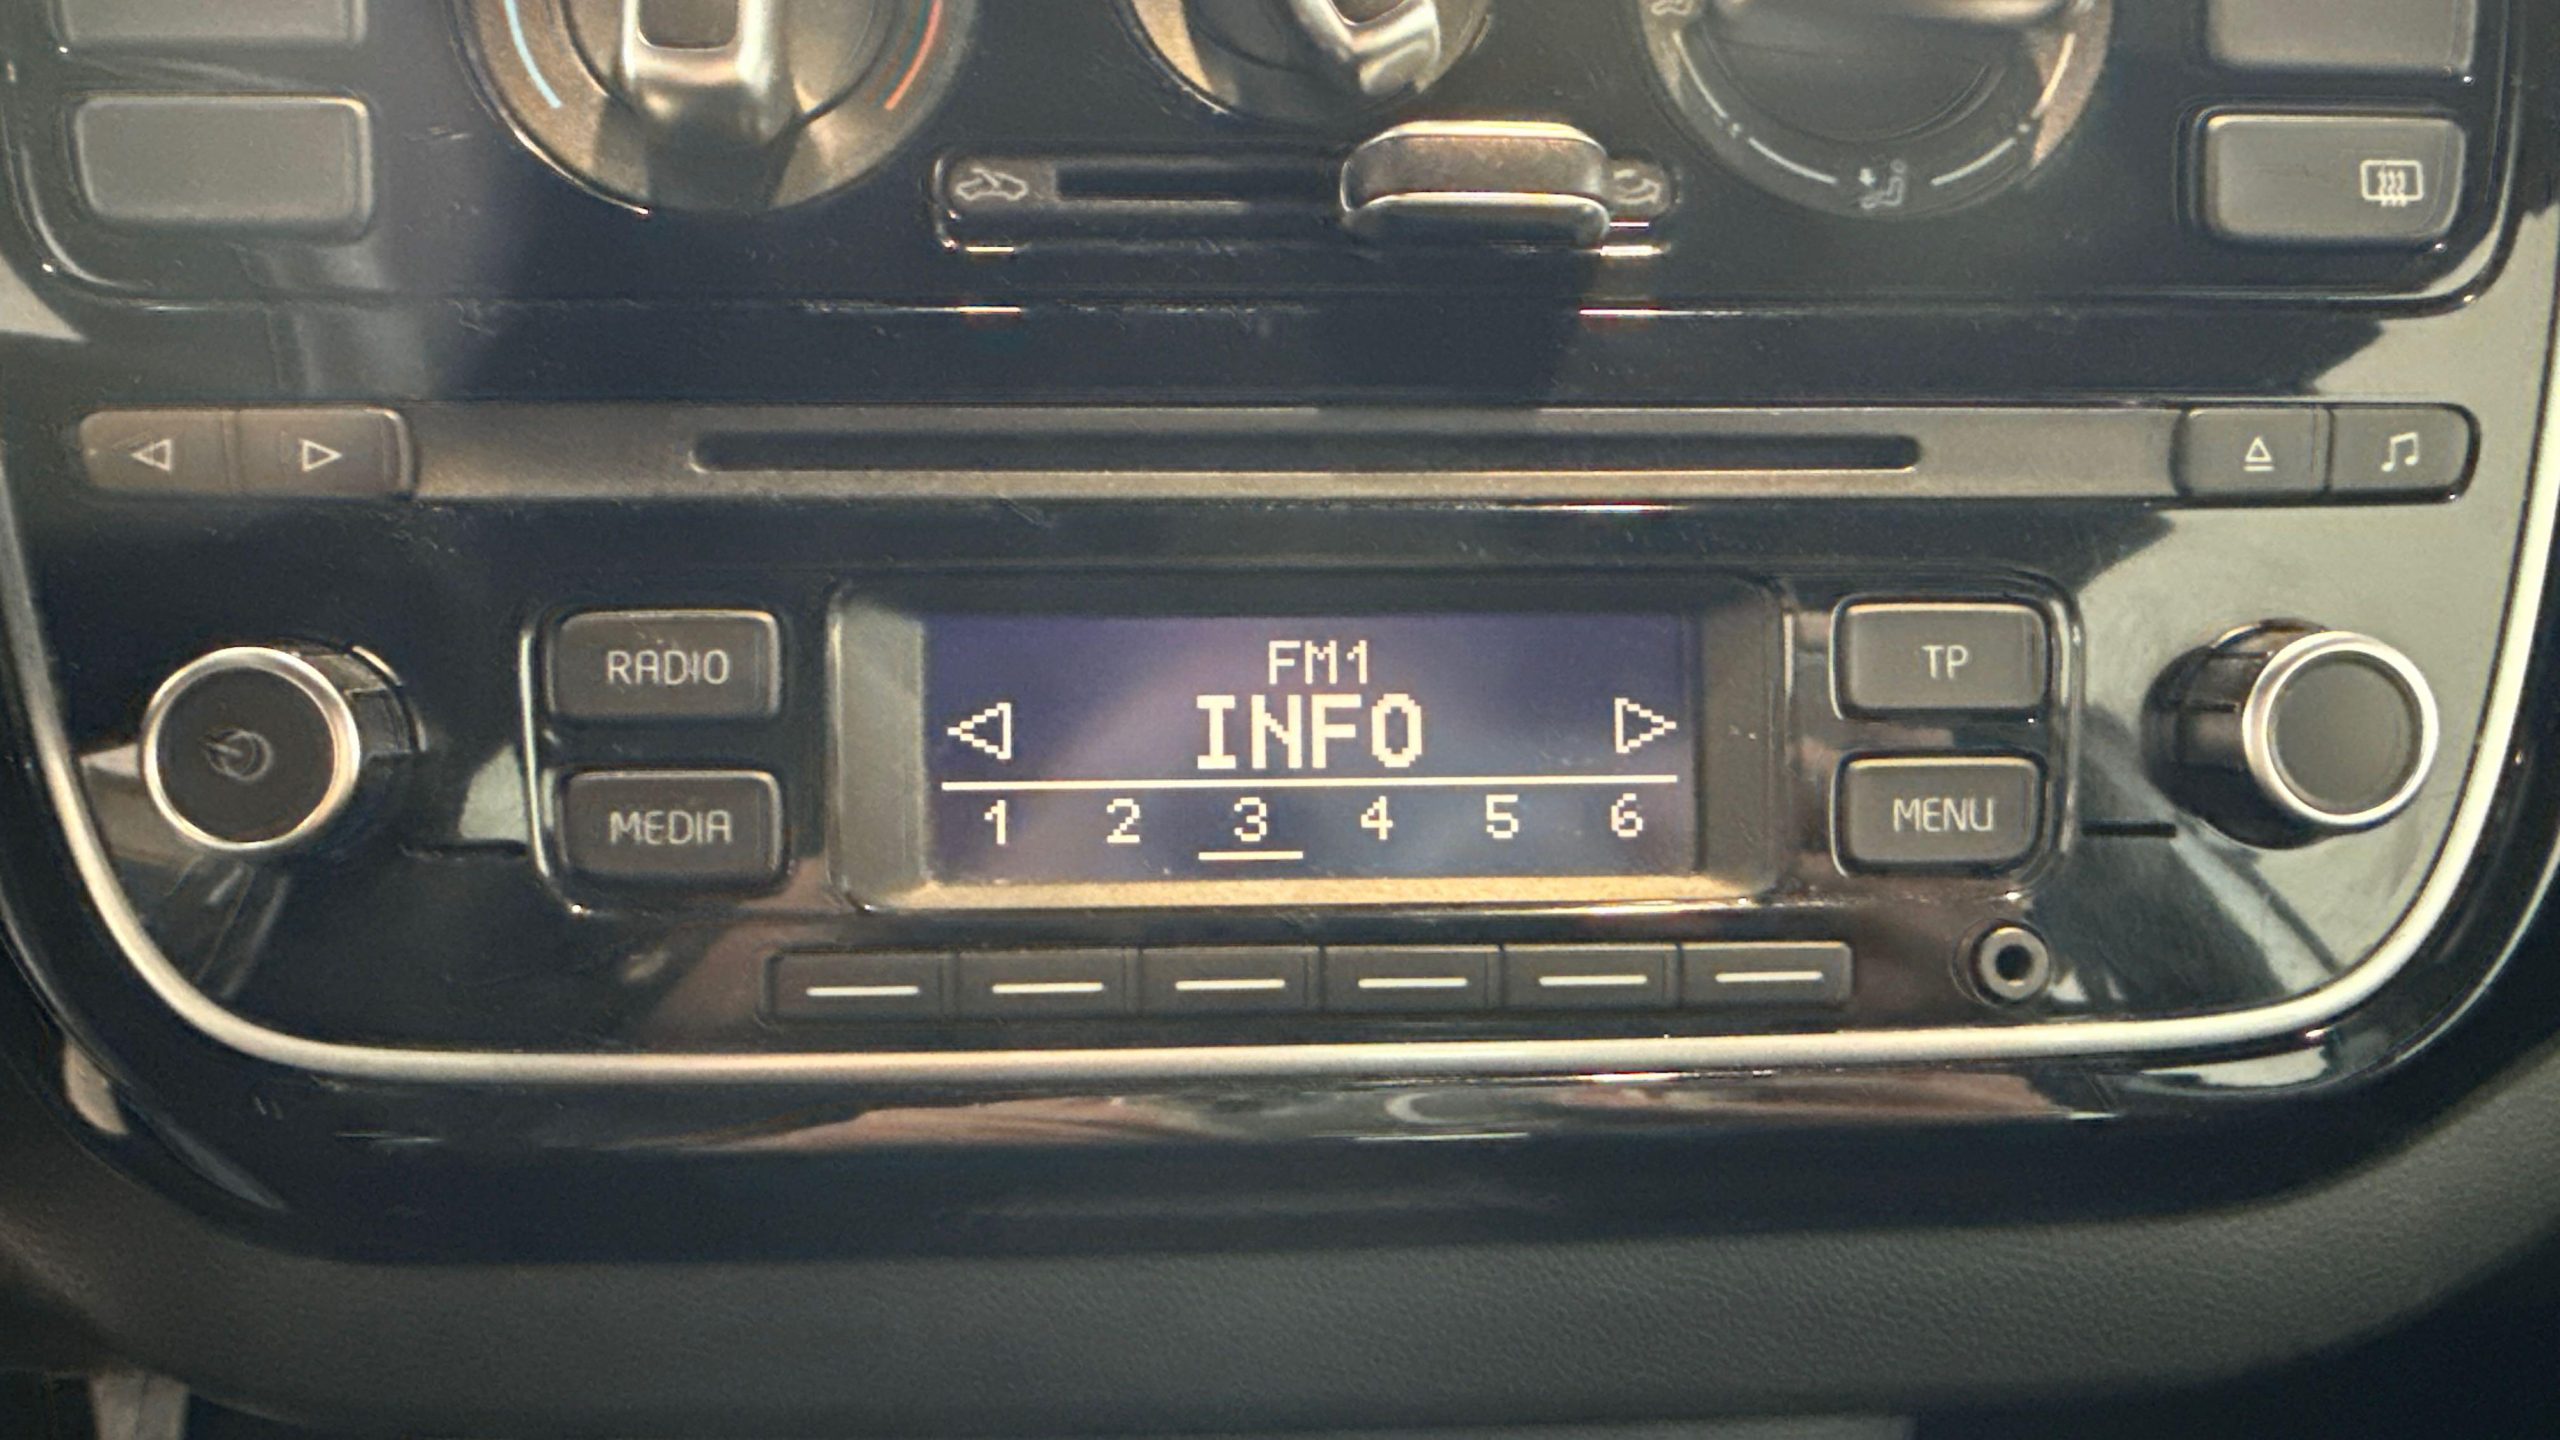 RADIO
MEDIA
FM1
INFO
1 2 3 4 5 6
TP
MENU